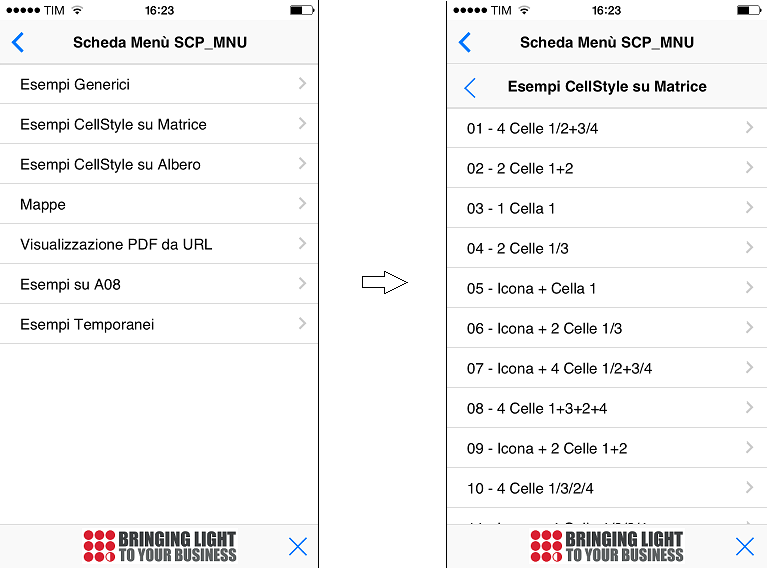 TIM 16:23
Scheda Menù SCP_MNU
Esempi Generici
Esempi CellStyle su Matrice
Esempi CellStyle su Albero
Mappe
Visualizzazione PDF da URL
Esempi su A08
Esempi Temporanei
BRINGING LIGHT
TO YOUR BUSINESS
TIM 16:23
Scheda Menù SCP_MNU
Esempi CellStyle su Matrice
01 - 4 Celle 1/2+3/4
02 - 2 Celle 1+2
03 - 1 Cella 1
04 - 2 Celle 1/3
05 - Icona + Cella 1
06 - Icona + 2 Celle 1/3
07 - Icona + 4 Celle 1/2+3/4
08 - 4 Celle 1+3+2+4
09 - Icona + 2 Celle 1+2
10 - 4 Celle 1/3/2/4
BRINGING LIGHT
TO YOUR BUSINESS